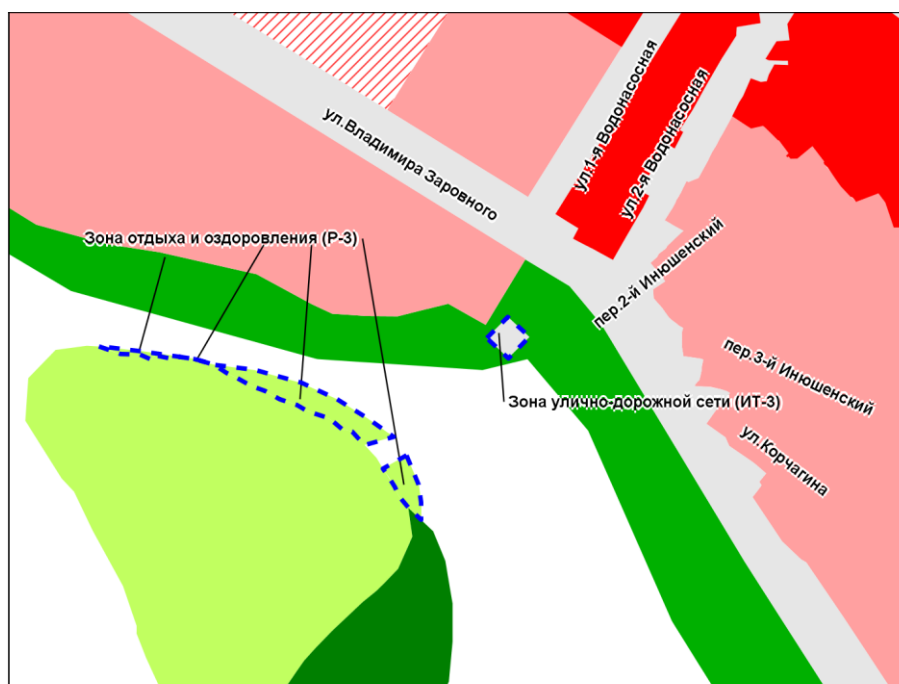 ул.1-я Водонасосная
ул.2-я Водонасосная
ул.Владимира Заровного
Зона отдыха и оздоровления (Р-3)
пер.2-й Инюшенский
пер.3-й Инюшенский
Зона улично-дорожной сети (ИТ-3)
ул.Корчагина